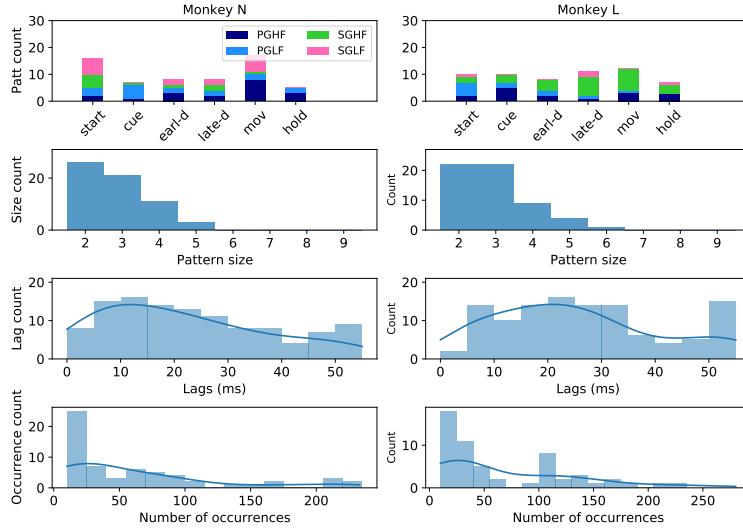 Monkey N
Monkey L
Patt count
30
20
10
0
PGHF
PGLF
SGHF
SGLF
start
cue
earl-d
late-d
mov
hold
30
20
10
0
start
cue
earl-d
late-d
mov
hold
Size count
20
0
2 3 4 5 6 7 8 9
Pattern size
Count
20
0
2 3 4 5 6 7 8 9
Pattern size
Lag count
20
10
0
0 10 20 30 40 50
Lags (ms)
Count
20
10
0
0 10 20 30 40 50
Lags (ms)
Occurrence count
20
10
0
0 50 100 150 200
Number of occurrences
Count
10
0
0 50 100 150 200 250
Number of occurrences